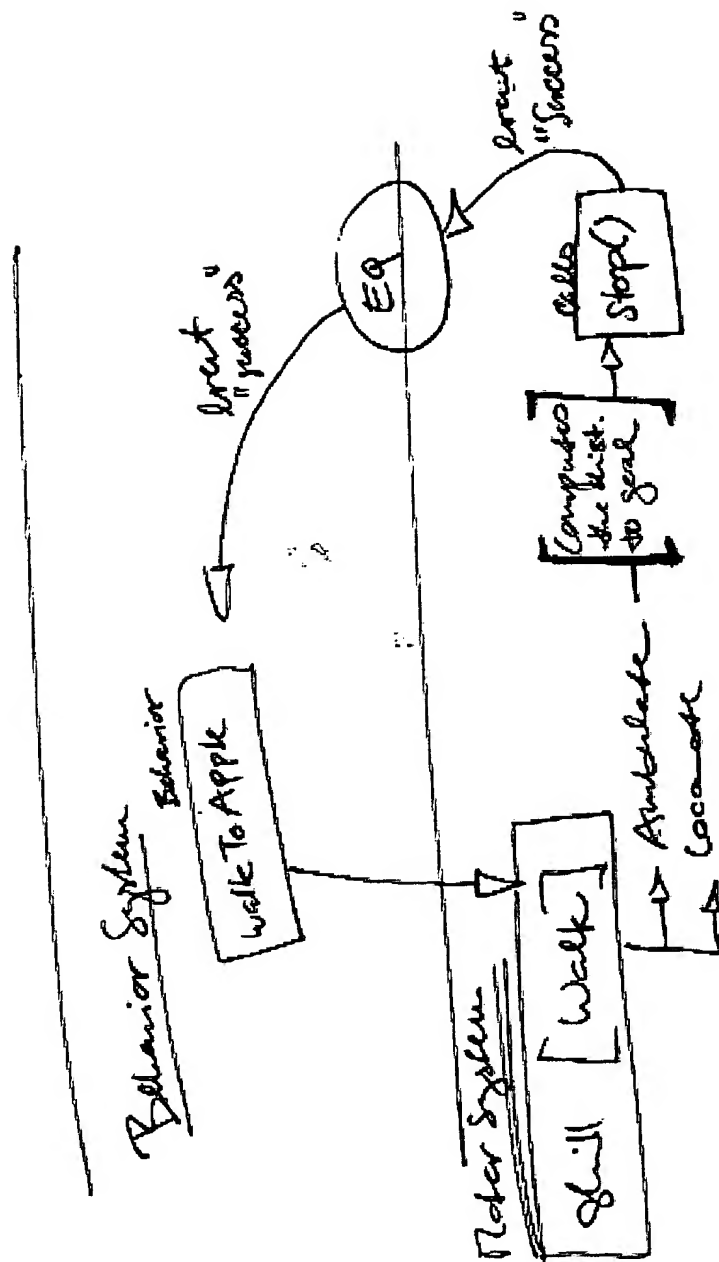 Behavior System
Behavior
Walk To Apple
event
"success"
EQ
event
"Success"
Motor System
Skill [Walk]
Ambulate
Locomote
[Computes
the dist.
to goal]
calls
Stop()